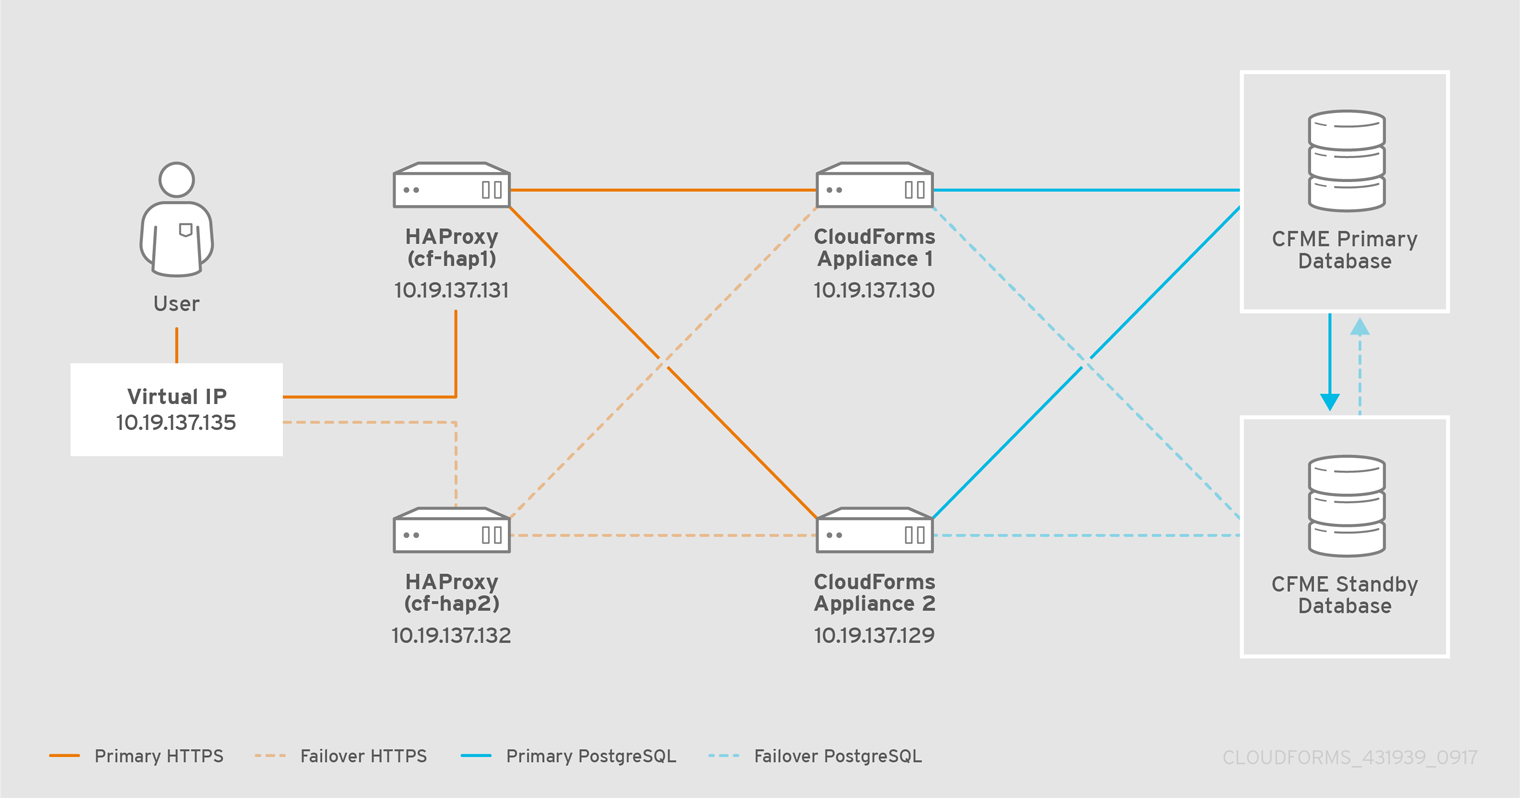 User
Virtual IP
10.19.137.135
HAProxy
(cf-hap1)
10.19.137.131
HAProxy
(cf-hap2)
10.19.137.132
CloudForms
Appliance 1
10.19.137.130
CloudForms
Appliance 2
10.19.137.129
CFME Primary
Database
CFME Standby
Database
Primary HTTPS
Failover HTTPS
Primary PostgreSQL
Failover PostgreSQL
CLOUDFORMS_431939_0917